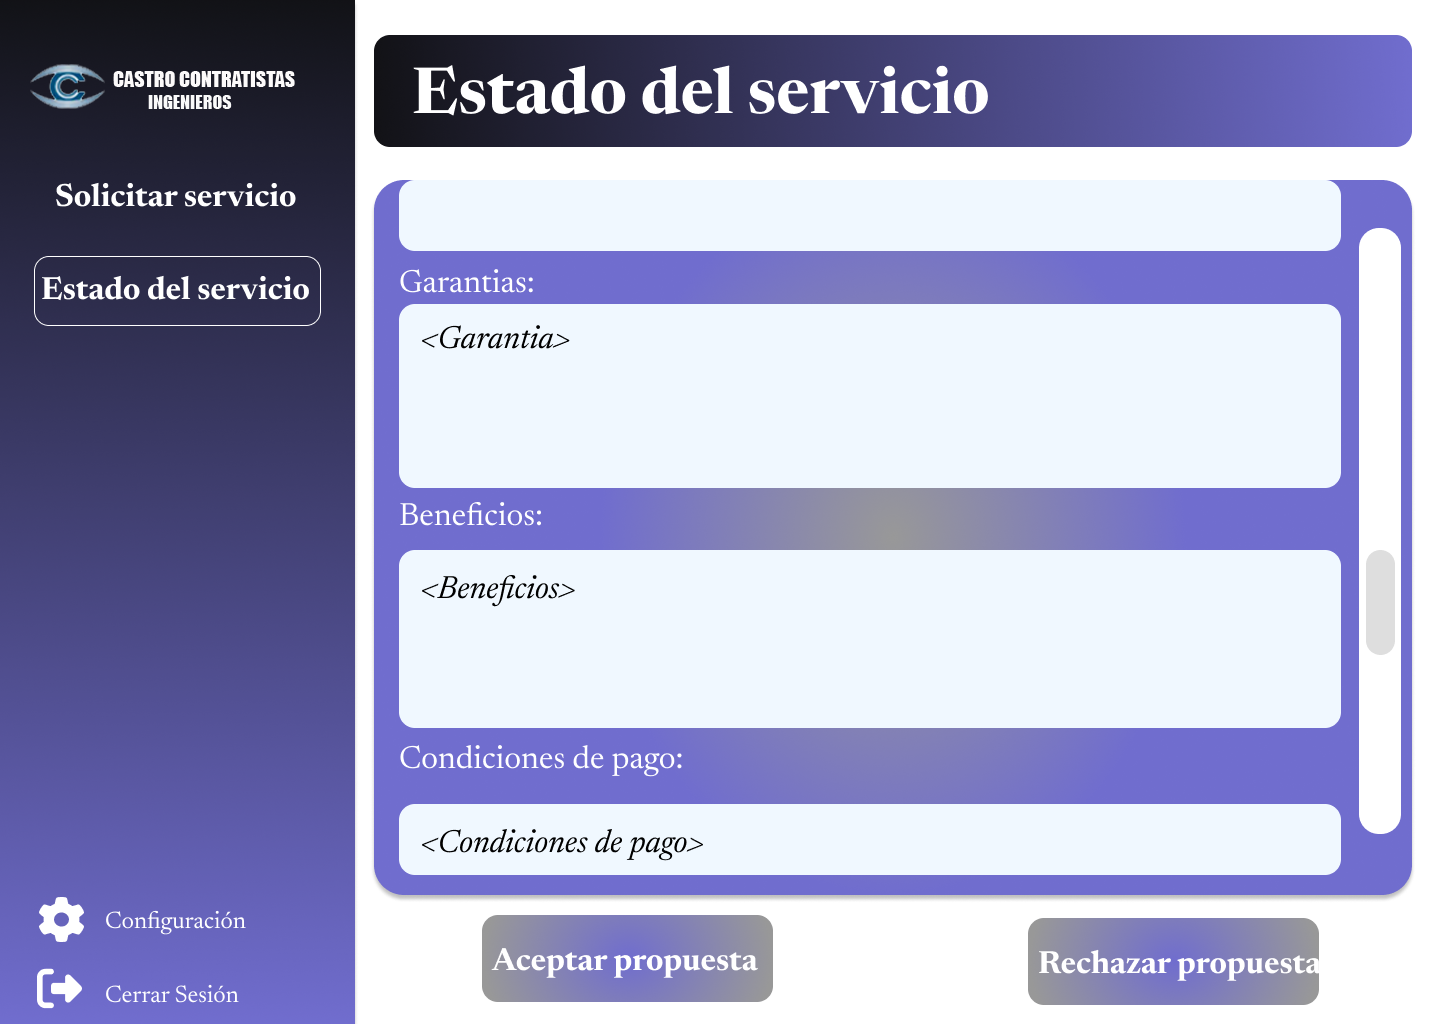 CASTRO CONTRATISTAS
INGENIEROS
Solicitar servicio
Estado del servicio
Configuración
Cerrar Sesión
Estado del servicio
Garantias:
<Garantia>
Beneficios:
<Beneficios>
Condiciones de pago:
<Condiciones de pago>
Aceptar propuesta
Rechazar propuesta